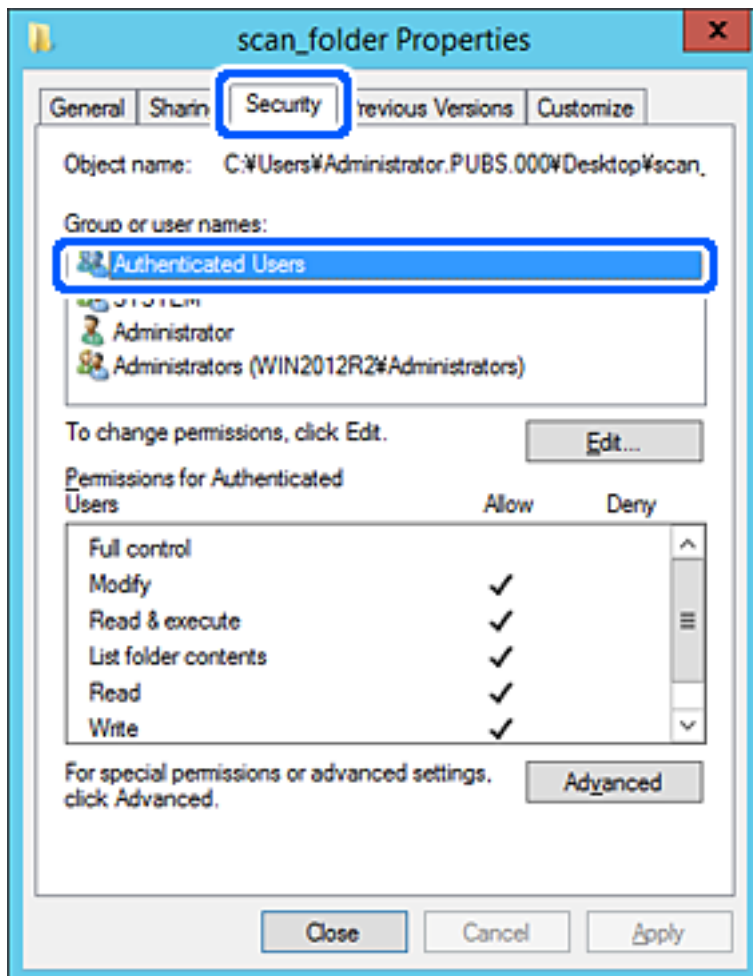 scan_folder Properties
General Security Previous Versions Customize
Object name: C:¥Users¥Administrator.PUBS.000¥Desktop¥scan_
Group or user names:
Authenticated Users
SYSTEM
Administrator
Administrators (WIN2012R2¥Administrators)
To change permissions, click Edit.
Edit...
Permissions for Authenticated
Users Allow Deny
Full control
Modify
Read & execute
List folder contents
Read
Write
For special permissions or advanced settings,
click Advanced.
Advanced
Close Cancel Apply